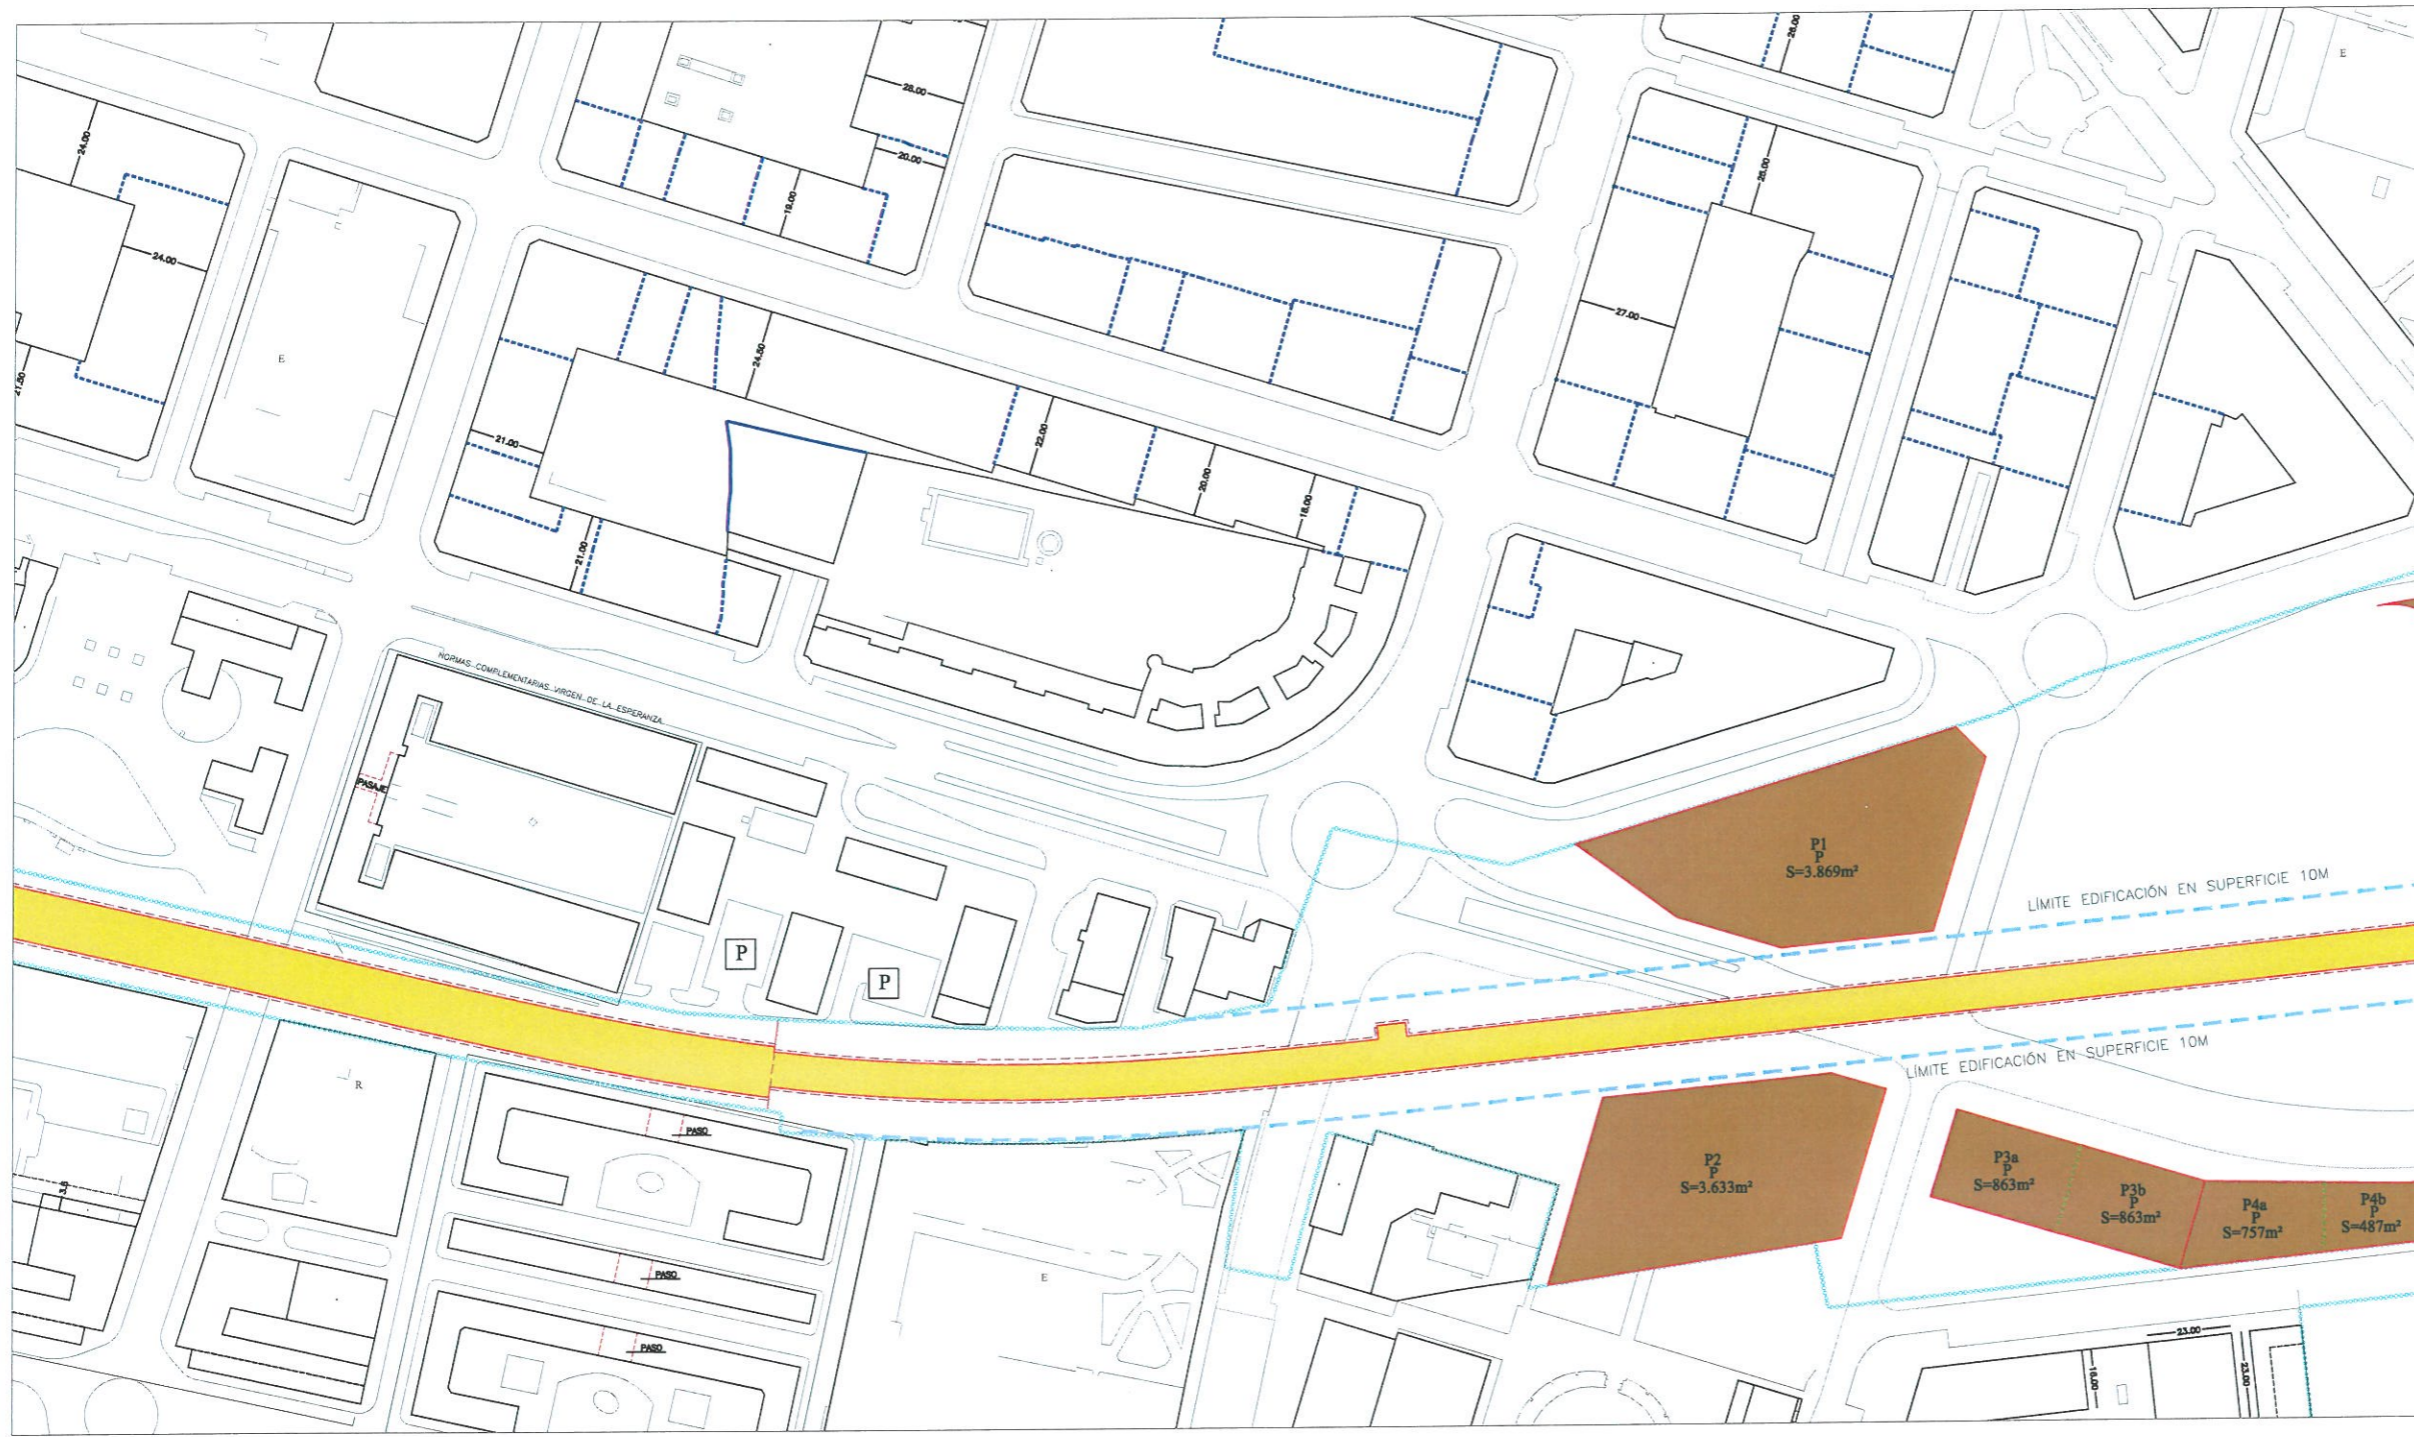 26.00
E
28.00
24.00
20.00
25.00
19.00
24.00
E
27.00
24.50
21.50
21.00
22.00
20.00
18.00
21.00
NORMAS COMPLEMENTARIAS VIRGEN DE LA ESPERANZA
PASAJE
P1
P
S=3.869m²
LÍMITE EDIFICACIÓN EN SUPERFICIE 10M
P
P
LÍMITE EDIFICACIÓN EN SUPERFICIE 10M
R
PASO
P2
P
S=3.633m²
P3a
P
S=863m²
P3b
P
S=863m²
P4a
P
S=757m²
P4b
P
S=487m²
E
PASO
PASO
23.00
18.00
23.00